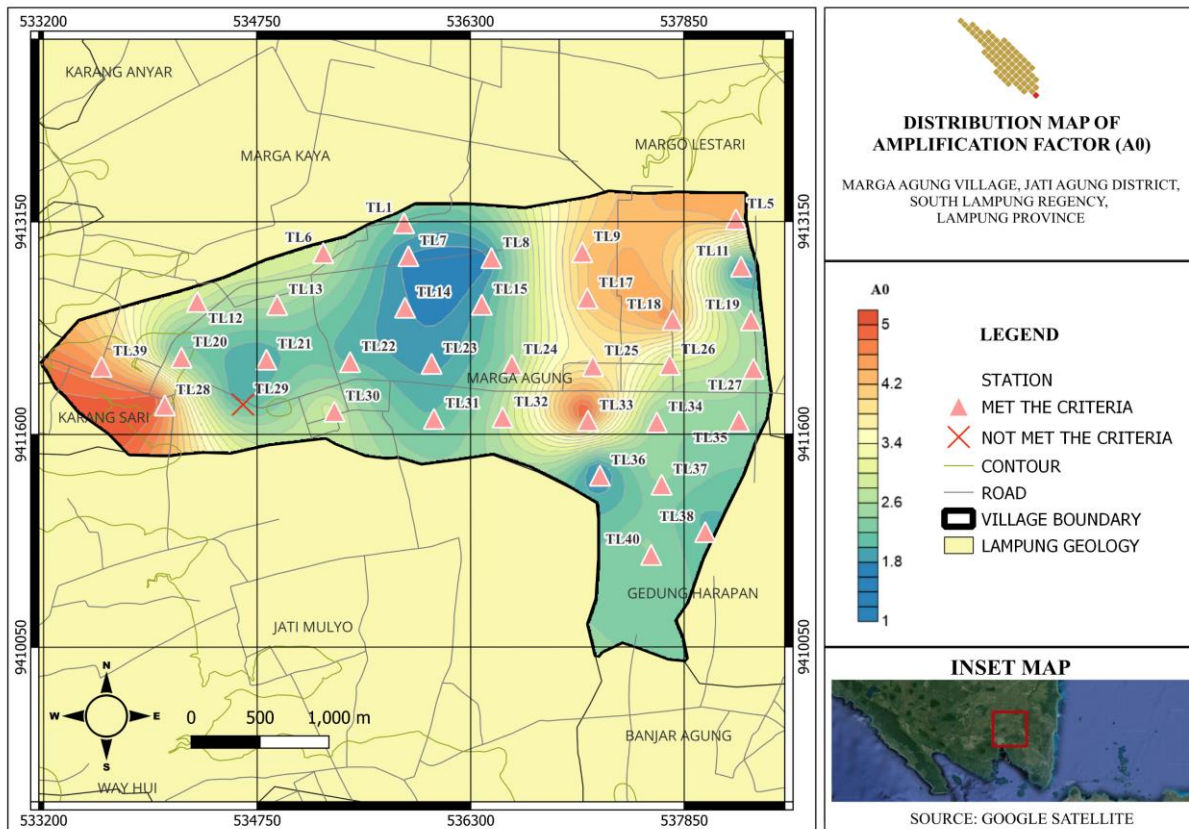 533200 534750 536300 537850
KARANG ANYAR
MARGA KAYA
MARGO LESTARI
9413150
9413150
TL1
TL5
TL6
TL7
TL8
TL9
TL11
TL12
TL13
TL14
TL15
TL17
TL18
TL19
TL39
TL20
TL21
TL22
TL23
TL24
TL25
TL26
MARGA AGUNG
TL27
TL28
TL29
TL30
TL31
TL32
TL33
TL34
TL35
KARANG SARI
9411600
9411600
TL36
TL37
TL38
TL40
GEDUNG HARAPAN
JATI MULYO
9410050
9410050
N
W E
S
0 500 1,000 m
BANJAR AGUNG
WAY HUI
533200 534750 536300 537850
DISTRIBUTION MAP OF
AMPLIFICATION FACTOR (A0)
MARGA AGUNG VILLAGE, JATI AGUNG DISTRICT,
SOUTH LAMPUNG REGENCY,
LAMPUNG PROVINCE
A0
5
4.2
3.4
2.6
1.8
1
LEGEND
STATION
MET THE CRITERIA
NOT MET THE CRITERIA
CONTOUR
ROAD
VILLAGE BOUNDARY
LAMPUNG GEOLOGY
INSET MAP
SOURCE: GOOGLE SATELLITE